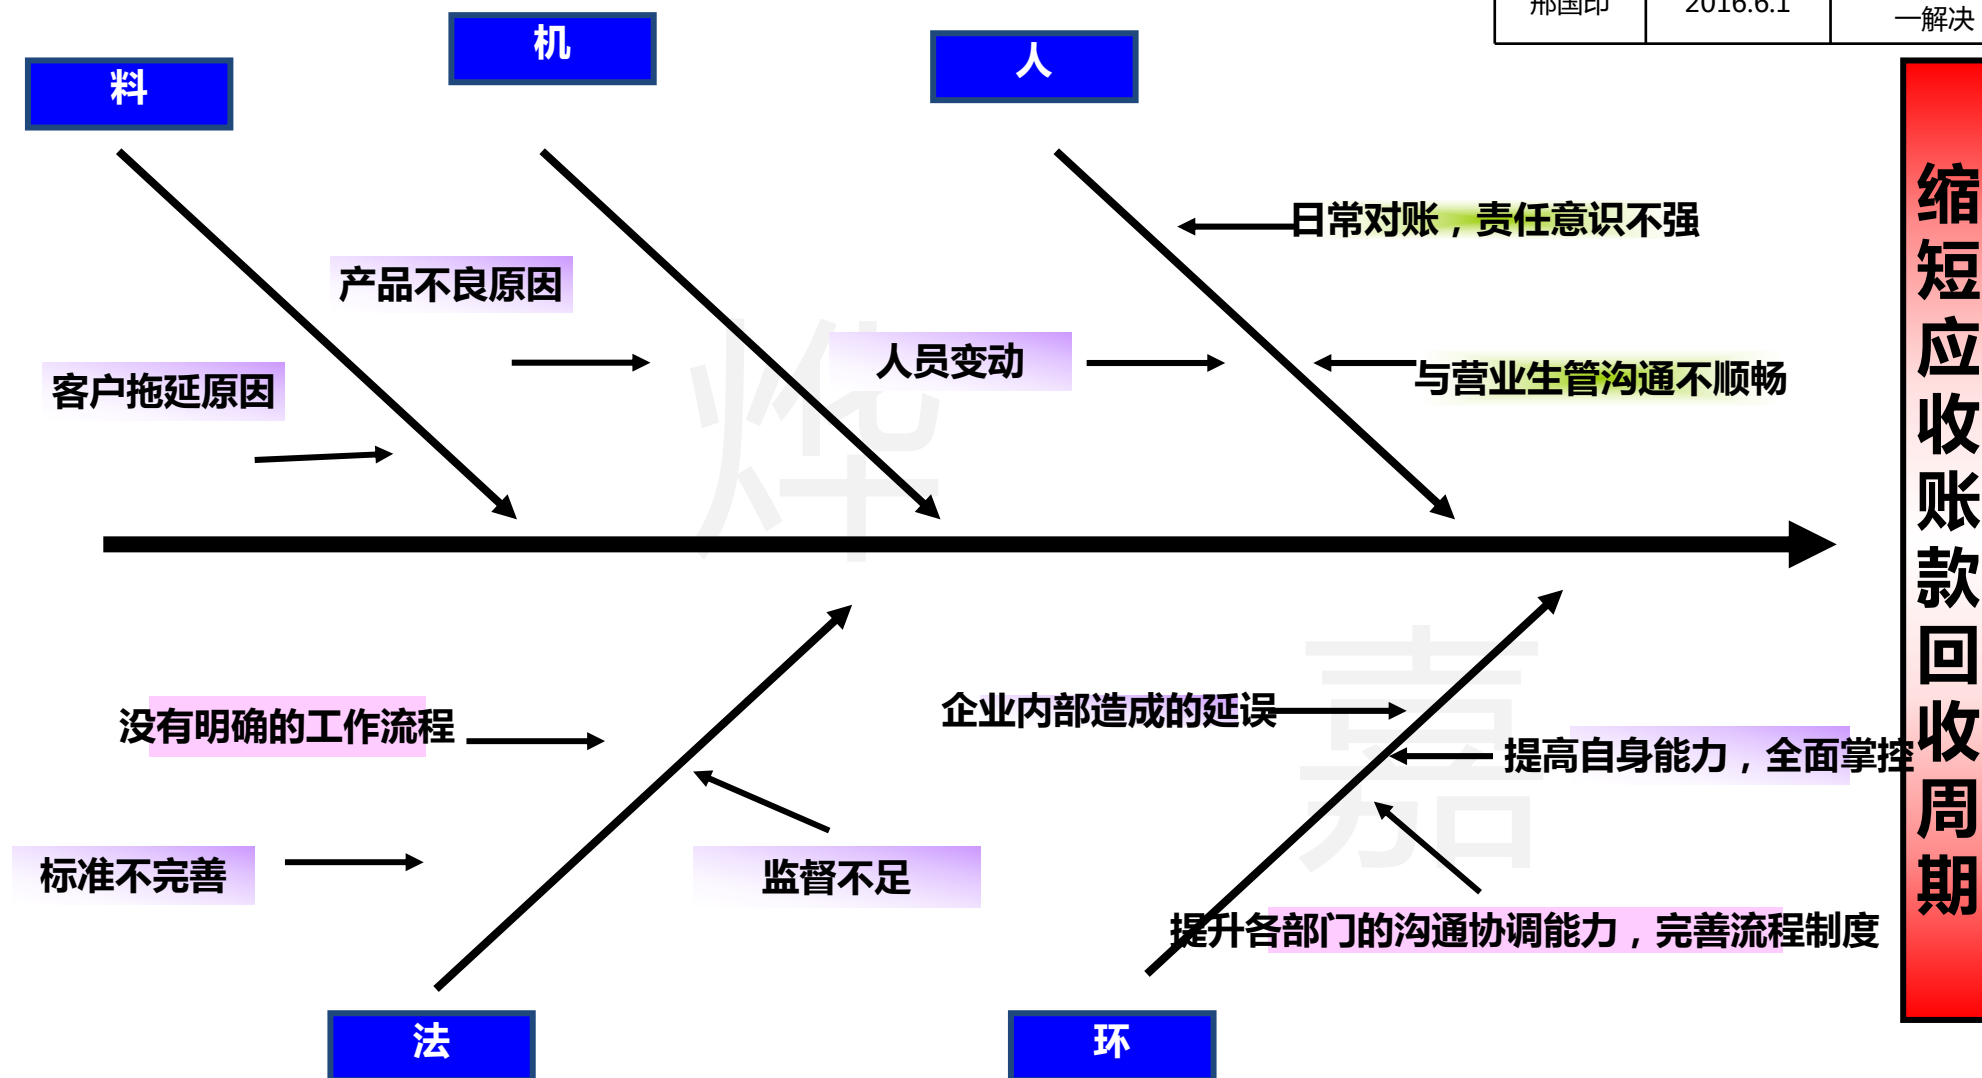 邢国印
2016.6.1
一解决
料
机
人
日常对账，责任意识不强
产品不良原因
人员变动
与营业生管沟通不顺畅
客户拖延原因
缩短应收账款回收周期
没有明确的工作流程
企业内部造成的延误
提高自身能力，全面掌控
标准不完善
监督不足
提升各部门的沟通协调能力，完善流程制度
法
环
烨
嘉